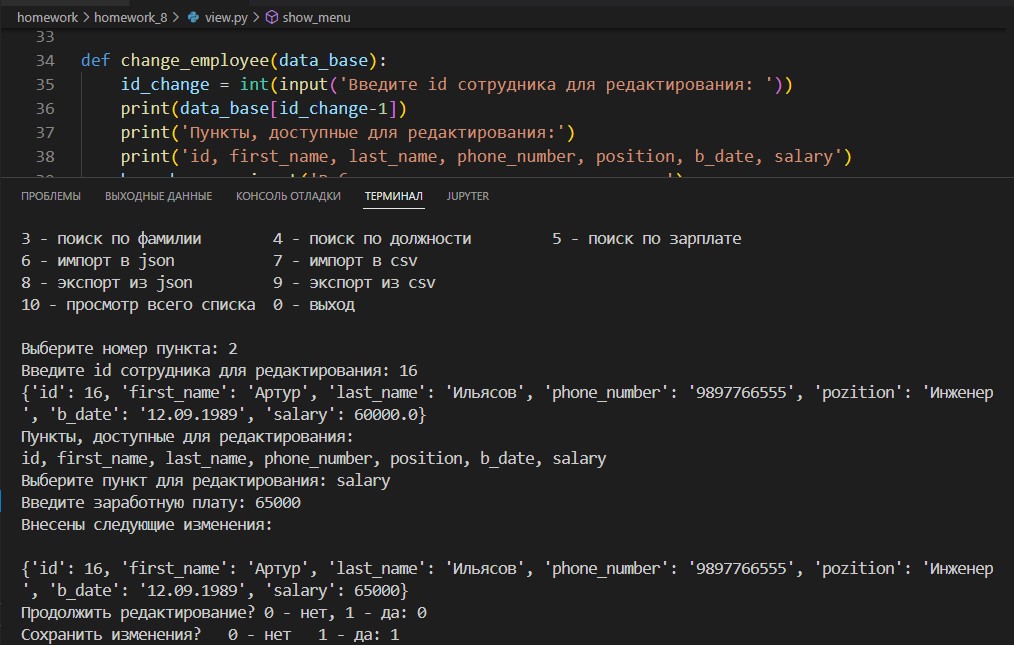 homework > homework_8 > view.py > show_menu
33
34 def change_employee(data_base):
35 id_change = int(input('Введите id сотрудника для редактирования: '))
36 print(data_base[id_change-1])
37 print('Пункты, доступные для редактирования:')
38 print('id, first_name, last_name, phone_number, position, b_date, salary')
ПРОБЛЕМЫ ВЫХОДНЫЕ ДАННЫЕ КОНСОЛЬ ОТЛАДКИ ТЕРМИНАЛ JUPYTER
3 - поиск по фамилии 4 - поиск по должности 5 - поиск по зарплате
6 - импорт в json 7 - импорт в csv
8 - экспорт из json 9 - экспорт из csv
10 - просмотр всего списка 0 - выход
Выберите номер пункта: 2
Введите id сотрудника для редактирования: 16
{'id': 16, 'first_name': 'Артур', 'last_name': 'Ильясов', 'phone_number': '9897766555', 'pozition': 'Инженер
', 'b_date': '12.09.1989', 'salary': 60000.0}
Пункты, доступные для редактирования:
id, first_name, last_name, phone_number, position, b_date, salary
Выберите пункт для редактирования: salary
Введите заработную плату: 65000
Внесены следующие изменения:
{'id': 16, 'first_name': 'Артур', 'last_name': 'Ильясов', 'phone_number': '9897766555', 'pozition': 'Инженер
', 'b_date': '12.09.1989', 'salary': 65000}
Продолжить редактирование? 0 - нет, 1 - да: 0
Сохранить изменения? 0 - нет 1 - да: 1